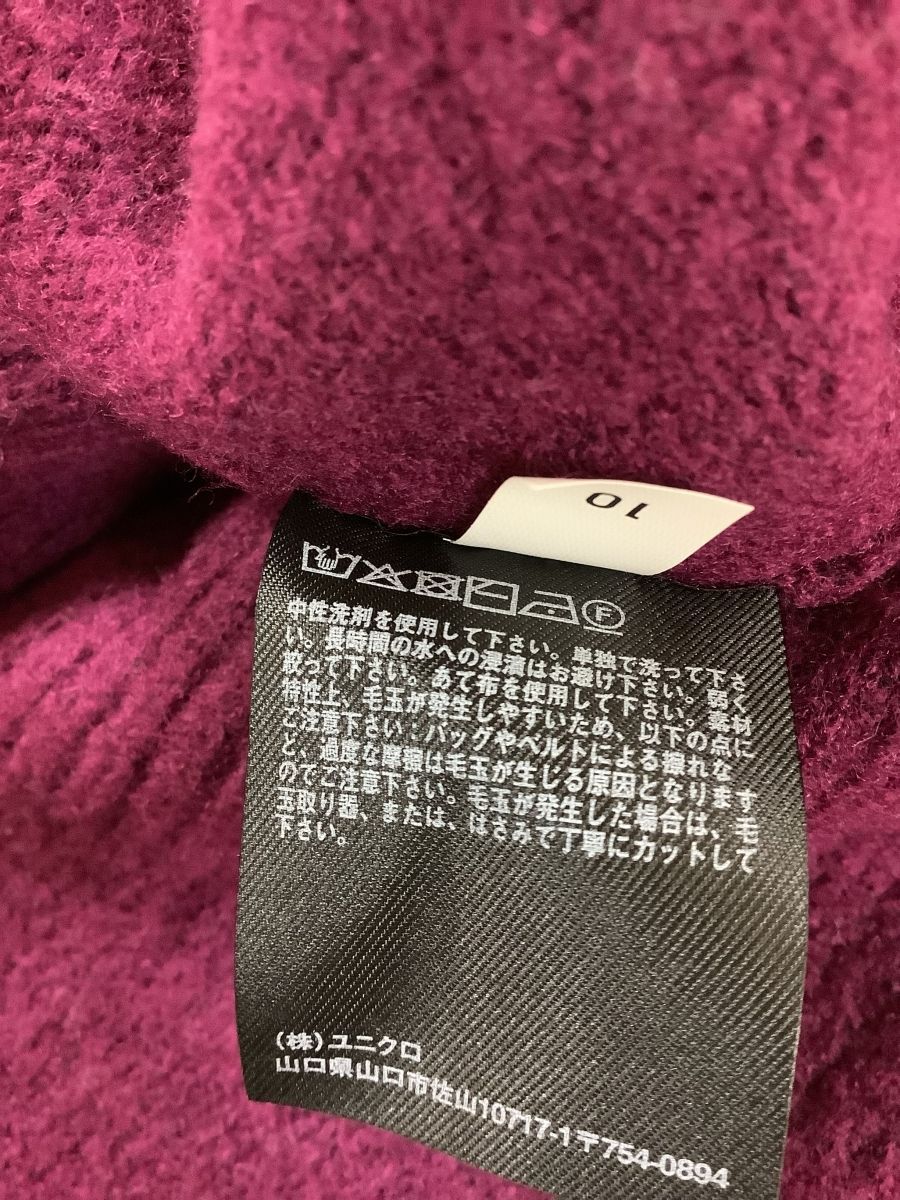 10
中性洗剤を使用して下さい。単独で洗って下さ
い。長時間の水への浸漬はお避け下さい。弱く
絞って下さい。あて布を使用して下さい。素材
特性上、毛玉が発生しやすいため、以下の点に
ご注意下さい：バッグやベルトによる擦れな
ど、過度な摩擦は毛玉が生じる原因となります
のでご注意下さい。毛玉が発生した場合は、毛
玉取り器、または、はさみで丁寧にカットして
下さい。
(株)ユニクロ
山口県山口市佐山10717-1〒754-0894